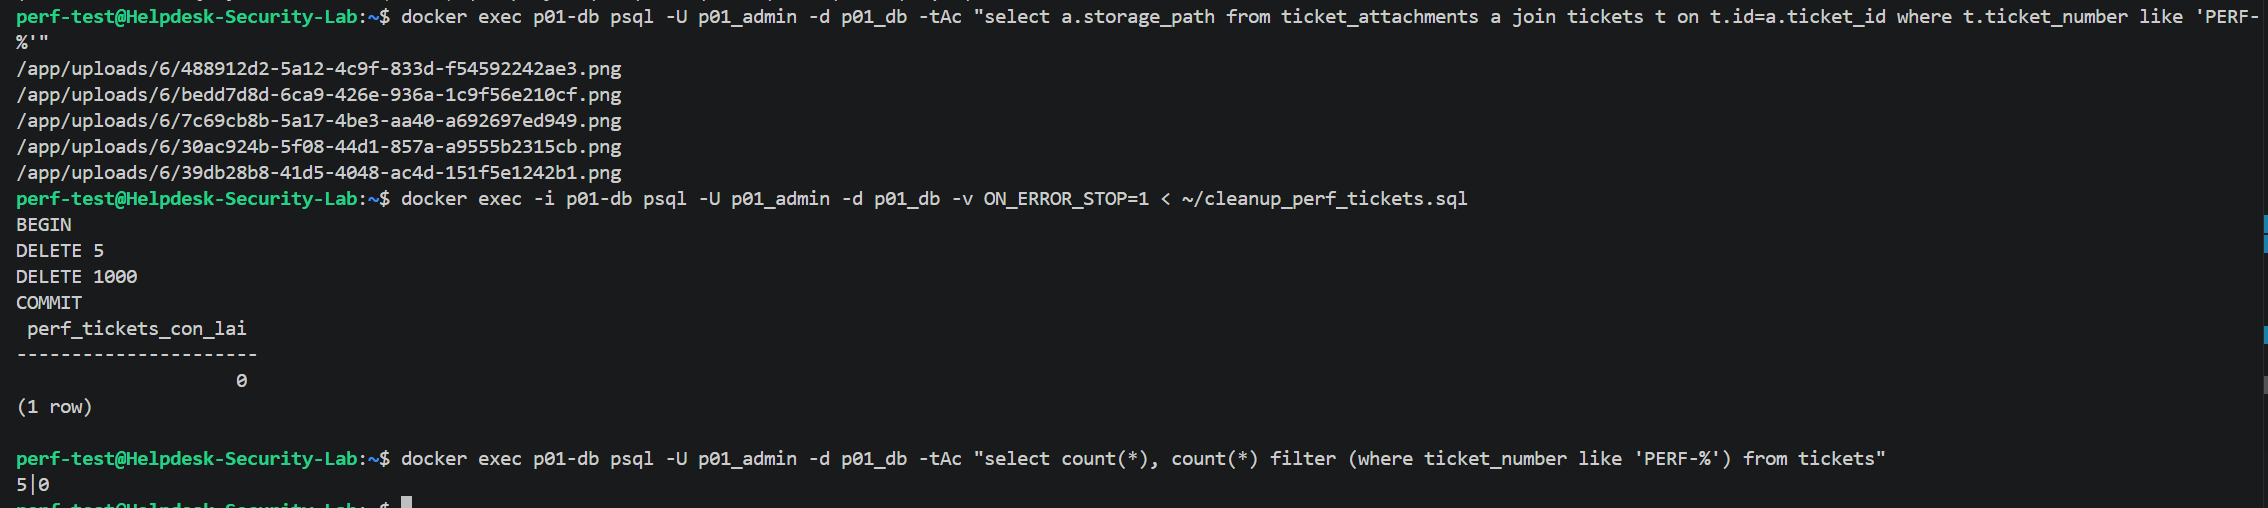 perf-test@Helpdesk-Security-Lab:~$ docker exec p01-db psql -U p01_admin -d p01_db -tAc "select a.storage_path from ticket_attachments a join tickets t on t.id=a.ticket_id where t.ticket_number like 'PERF-
%'"
/app/uploads/6/488912d2-5a12-4c9f-833d-f54592242ae3.png
/app/uploads/6/bedd7d8d-6ca9-426e-936a-1c9f56e210cf.png
/app/uploads/6/7c69cb8b-5a17-4be3-aa40-a692697ed949.png
/app/uploads/6/30ac924b-5f08-44d1-857a-a9555b2315cb.png
/app/uploads/6/39db28b8-41d5-4048-ac4d-151f5e1242b1.png
perf-test@Helpdesk-Security-Lab:~$ docker exec -i p01-db psql -U p01_admin -d p01_db -v ON_ERROR_STOP=1 < ~/cleanup_perf_tickets.sql
BEGIN
DELETE 5
DELETE 1000
COMMIT
 perf_tickets_con_lai
----------------------
                    0
(1 row)

perf-test@Helpdesk-Security-Lab:~$ docker exec p01-db psql -U p01_admin -d p01_db -tAc "select count(*), count(*) filter (where ticket_number like 'PERF-%') from tickets"
5|0
perf-test@Helpdesk-Security-Lab:~$